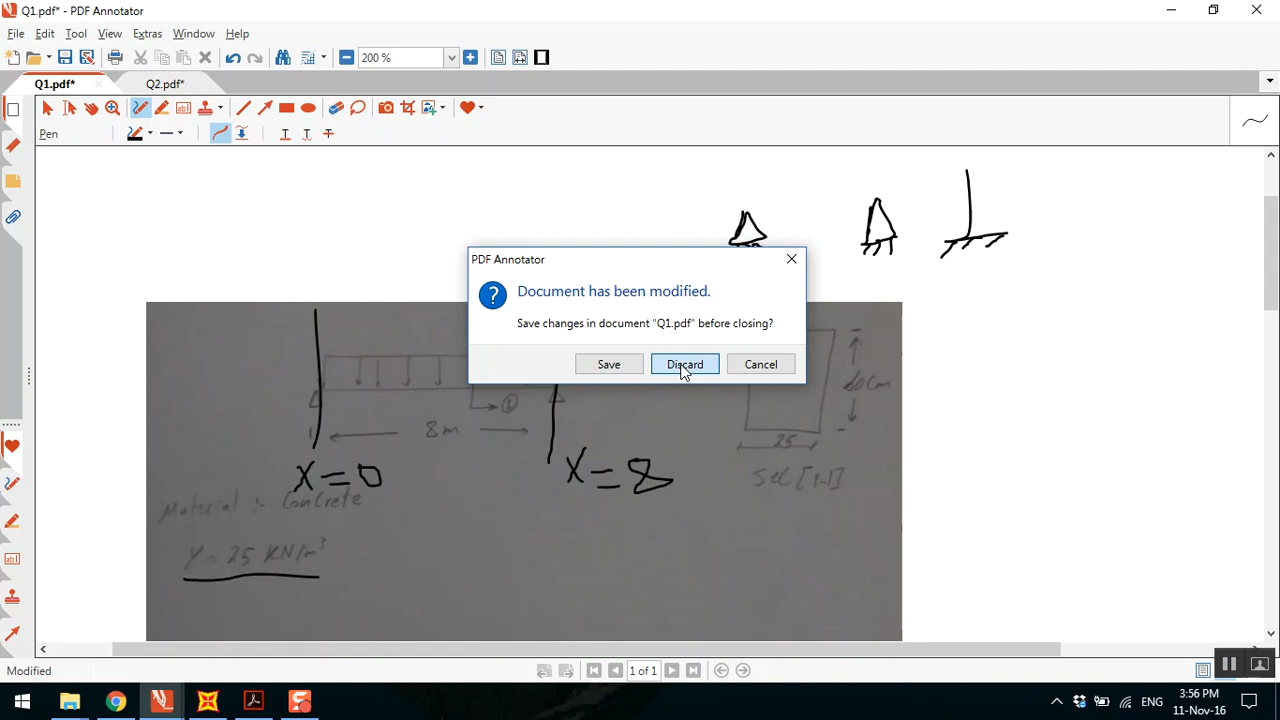 Q1.pdf* - PDF Annotator
File Edit Tool View Extras Window Help
200 %
Q1.pdf* Q2.pdf*
Pen
PDF Annotator
Document has been modified.
Save changes in document "Q1.pdf" before closing?
Save Discard Cancel
8m
25
Sec [1-1]
X=0
X=8
Material :- Concrete
γ = 25 KN/m³
1 of 1
Modified
ENG
3:56 PM
11-Nov-16